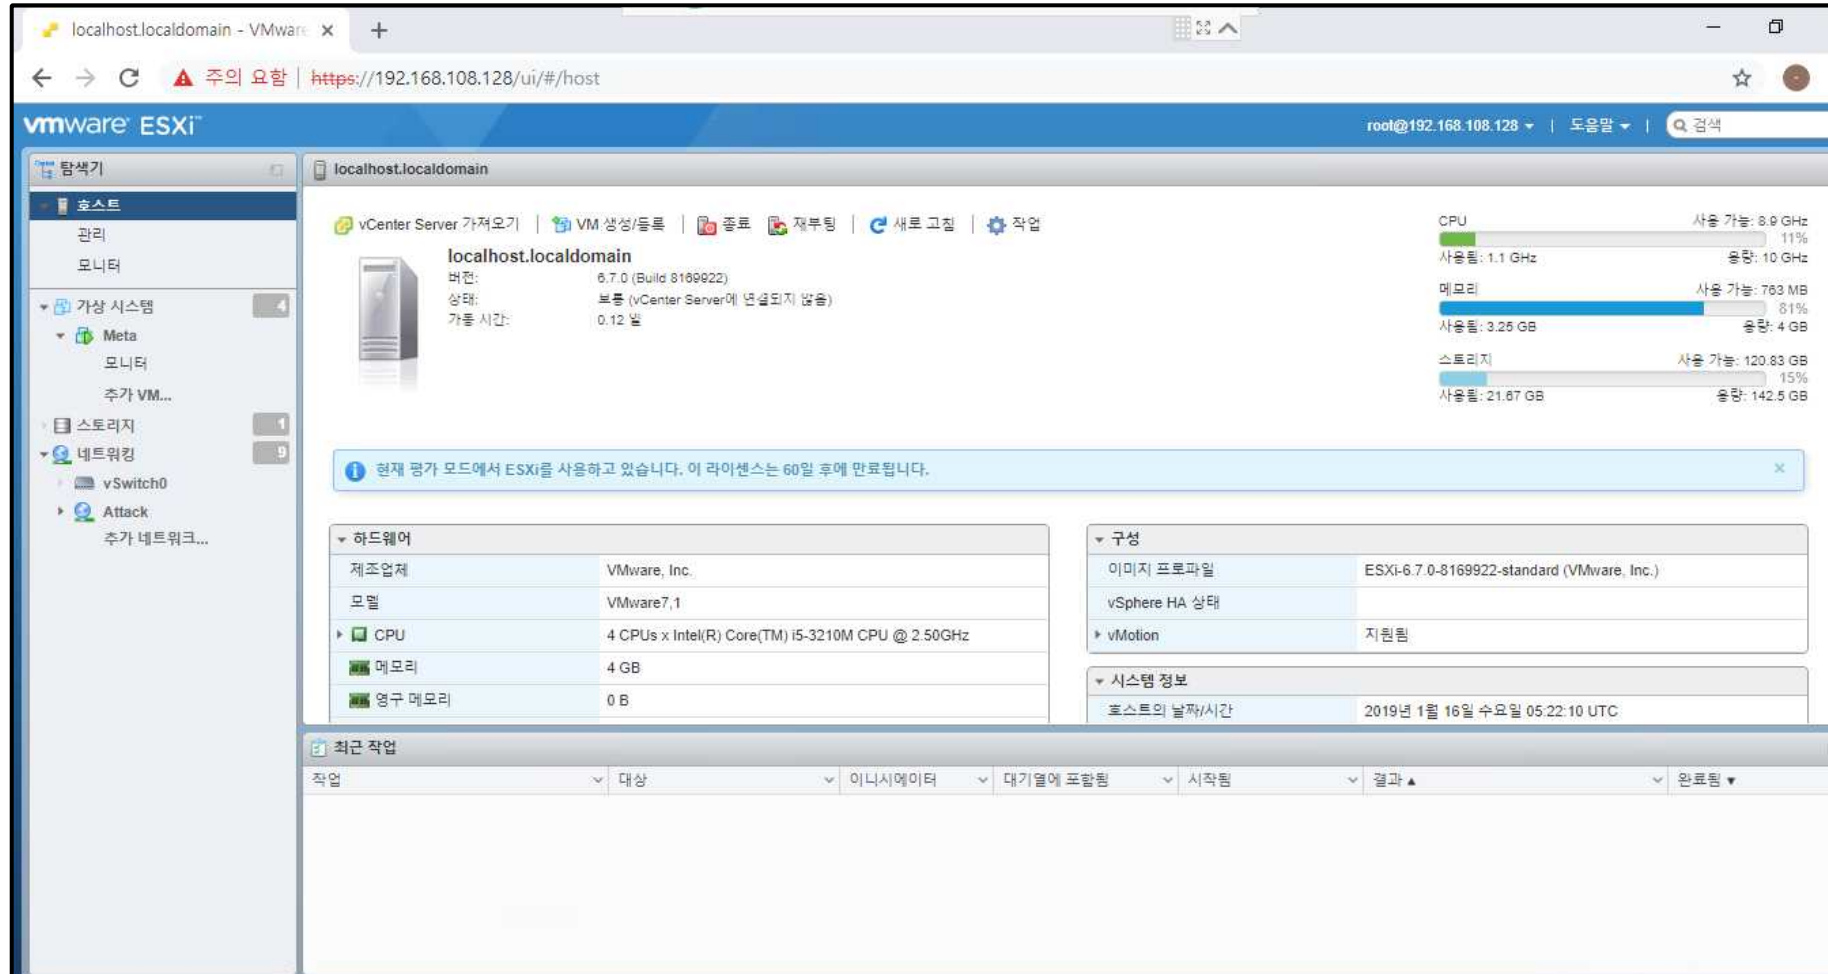 localhost.localdomain - VMware
주의 요함 https://192.168.108.128/ui/#/host
vmware ESXi™
root@192.168.108.128 | 도움말 | 검색
탐색기
호스트
관리
모니터
가상 시스템 4
Meta
모니터
추가 VM...
스토리지 1
네트워킹 9
vSwitch0
Attack
추가 네트워크...
localhost.localdomain
vCenter Server 가져오기 | VM 생성/등록 | 종료 재부팅 | 새로 고침 | 작업
localhost.localdomain
버전: 6.7.0 (Build 8169922)
상태: 보통 (vCenter Server에 연결되지 않음)
가동 시간: 0.12 일
CPU 사용 가능: 8.9 GHz
11%
사용됨: 1.1 GHz 용량: 10 GHz
메모리 사용 가능: 763 MB
81%
사용됨: 3.25 GB 용량: 4 GB
스토리지 사용 가능: 120.83 GB
15%
사용됨: 21.67 GB 용량: 142.5 GB
현재 평가 모드에서 ESXi를 사용하고 있습니다. 이 라이센스는 60일 후에 만료됩니다.
하드웨어
제조업체 VMware, Inc.
모델 VMware7,1
CPU 4 CPUs x Intel(R) Core(TM) i5-3210M CPU @ 2.50GHz
메모리 4 GB
영구 메모리 0 B
구성
이미지 프로파일 ESXi-6.7.0-8169922-standard (VMware, Inc.)
vSphere HA 상태
vMotion 지원됨
시스템 정보
호스트의 날짜/시간 2019년 1월 16일 수요일 05:22:10 UTC
최근 작업
작업 대상 이니시에이터 대기열에 포함됨 시작됨 결과 완료됨